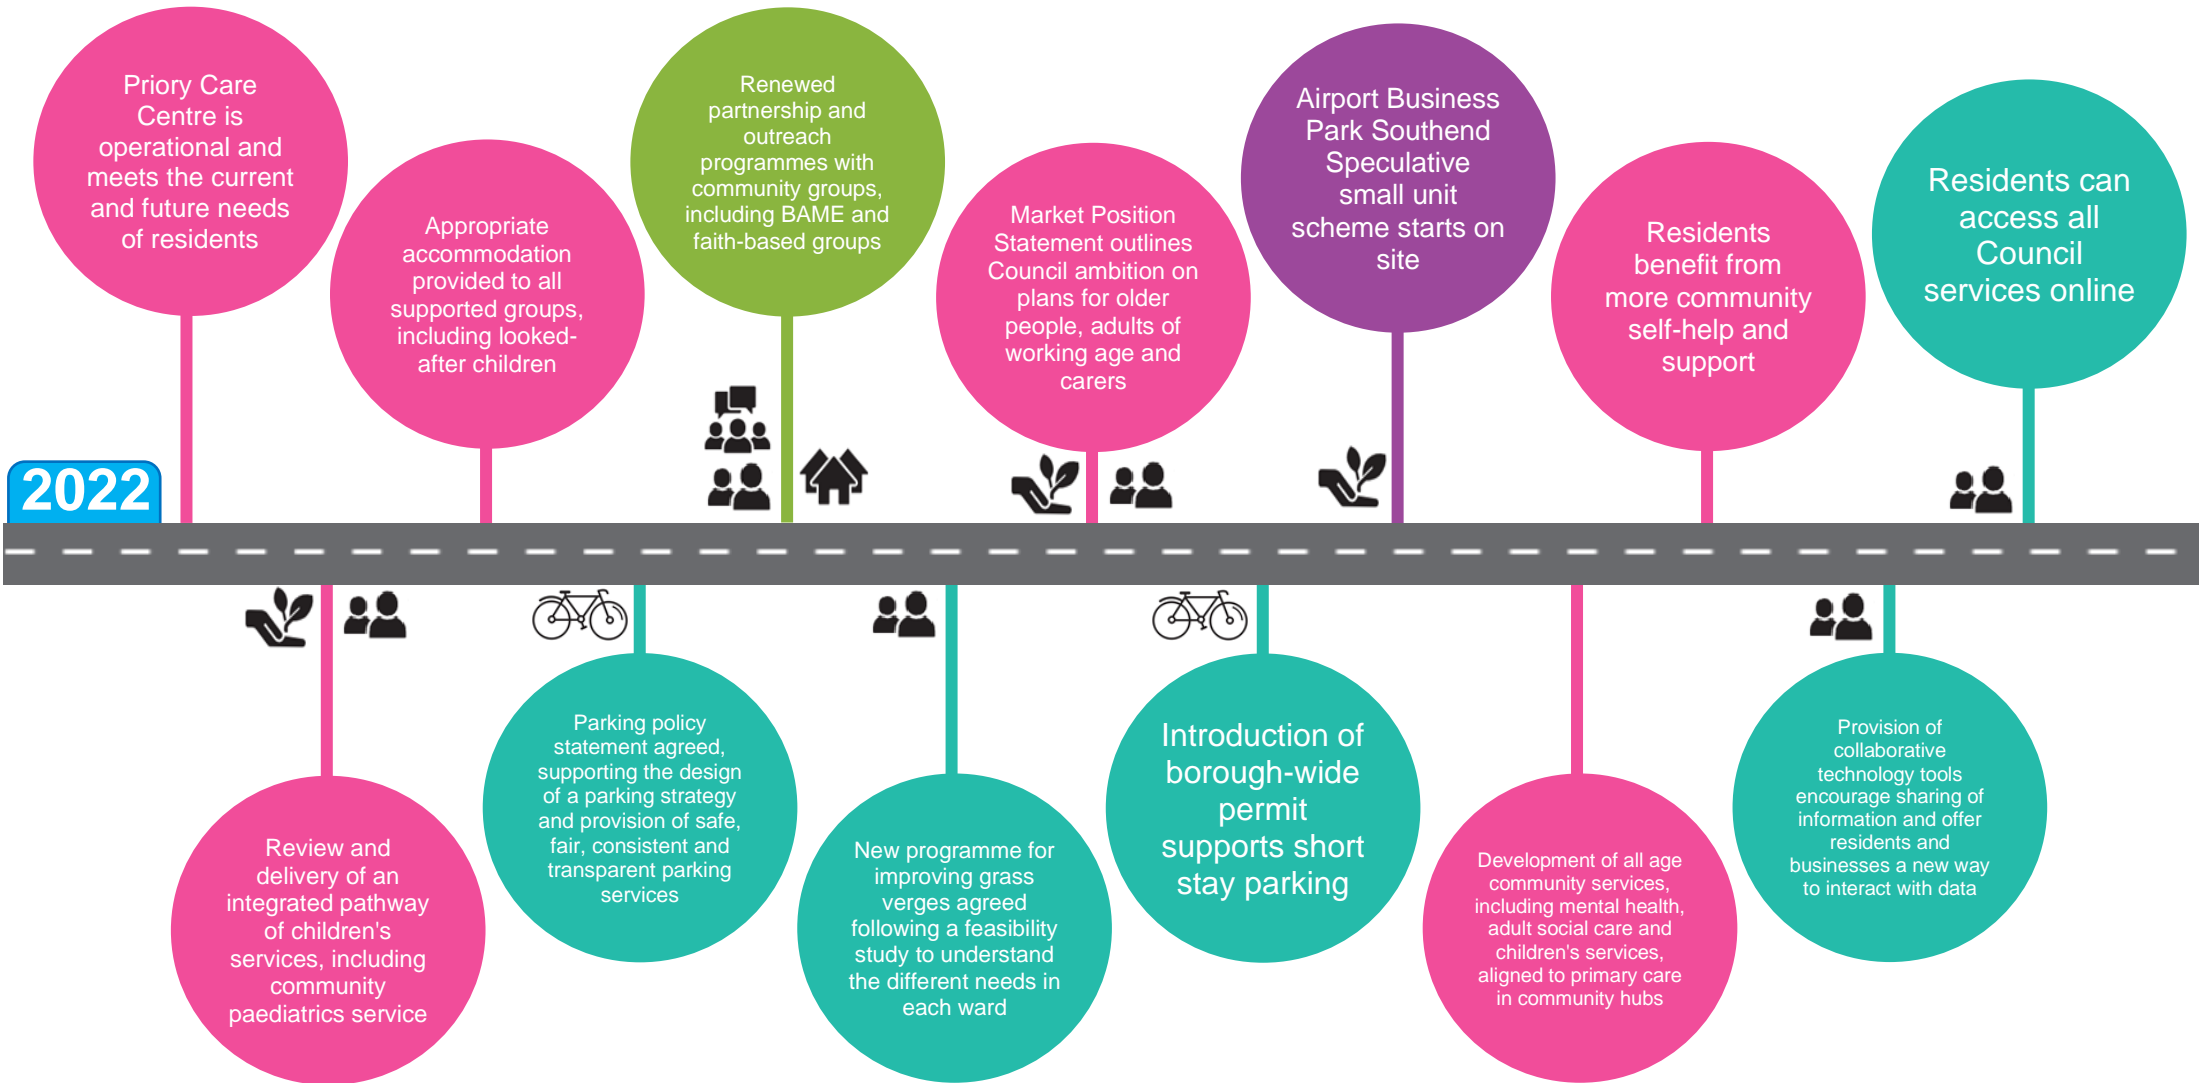 Priory Care
Centre is
operational and
meets the current
and future needs
of residents
Appropriate
accommodation
provided to all
supported groups,
including looked-
after children
Renewed
partnership and
outreach
programmes with
community groups,
including BAME and
faith-based groups
Market Position
Statement outlines
Council ambition on
plans for older
people, adults of
working age and
carers
Airport Business
Park Southend
Speculative
small unit
scheme starts on
site
Residents
benefit from
more community
self-help and
support
Residents can
access all
Council
services online
2022
Review and
delivery of an
integrated pathway
of children's
services, including
community
paediatrics service
Parking policy
statement agreed,
supporting the design
of a parking strategy
and provision of safe,
fair, consistent and
transparent parking
services
New programme for
improving grass
verges agreed
following a feasibility
study to understand
the different needs in
each ward
Introduction of
borough-wide
permit
supports short
stay parking
Development of all age
community services,
including mental health,
adult social care and
children's services,
aligned to primary care
in community hubs
Provision of
collaborative
technology tools
encourage sharing of
information and offer
residents and
businesses a new way
to interact with data